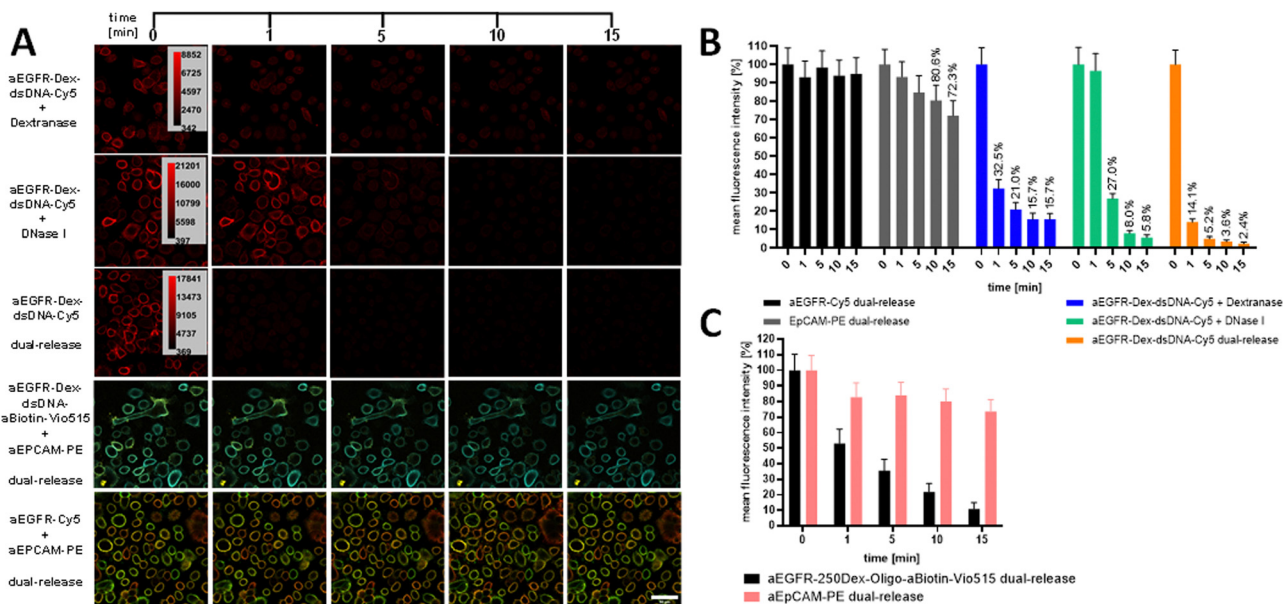 A
time
[min]
0 1 5 10 15
aEGFR-Dex-
dsDNA-Cy5
+
Dextranase
8852
6725
4597
2470
342
aEGFR-Dex-
dsDNA-Cy5
+
DNase I
21201
16000
10799
5598
397
aEGFR-Dex-
dsDNA-Cy5
dual-release
17841
13473
9105
4737
369
aEGFR-Dex-
dsDNA-
aBiotin-Vio515
+
aEPCAM-PE
dual-release
aEGFR-Cy5
+
aEPCAM-PE
dual-release
B
mean fluorescence intensity [%]
110
100
90
80
70
60
50
40
30
20
10
0
80.6%
72.3%
32.5%
21.0%
15.7%
15.7%
27.0%
8.0%
5.8%
14.1%
5.2%
3.6%
2.4%
0 1 5 10 15 0 1 5 10 15 0 1 5 10 15 0 1 5 10 15 0 1 5 10 15
time [min]
aEGFR-Cy5 dual-release
EpCAM-PE dual-release
aEGFR-Dex-dsDNA-Cy5 + Dextranase
aEGFR-Dex-dsDNA-Cy5 + DNase I
aEGFR-Dex-dsDNA-Cy5 dual-release
C
mean fluorescence intensity [%]
120
110
100
90
80
70
60
50
40
30
20
10
0
0 1 5 10 15
time [min]
aEGFR-250Dex-Oligo-aBiotin-Vio515 dual-release
aEpCAM-PE dual-release